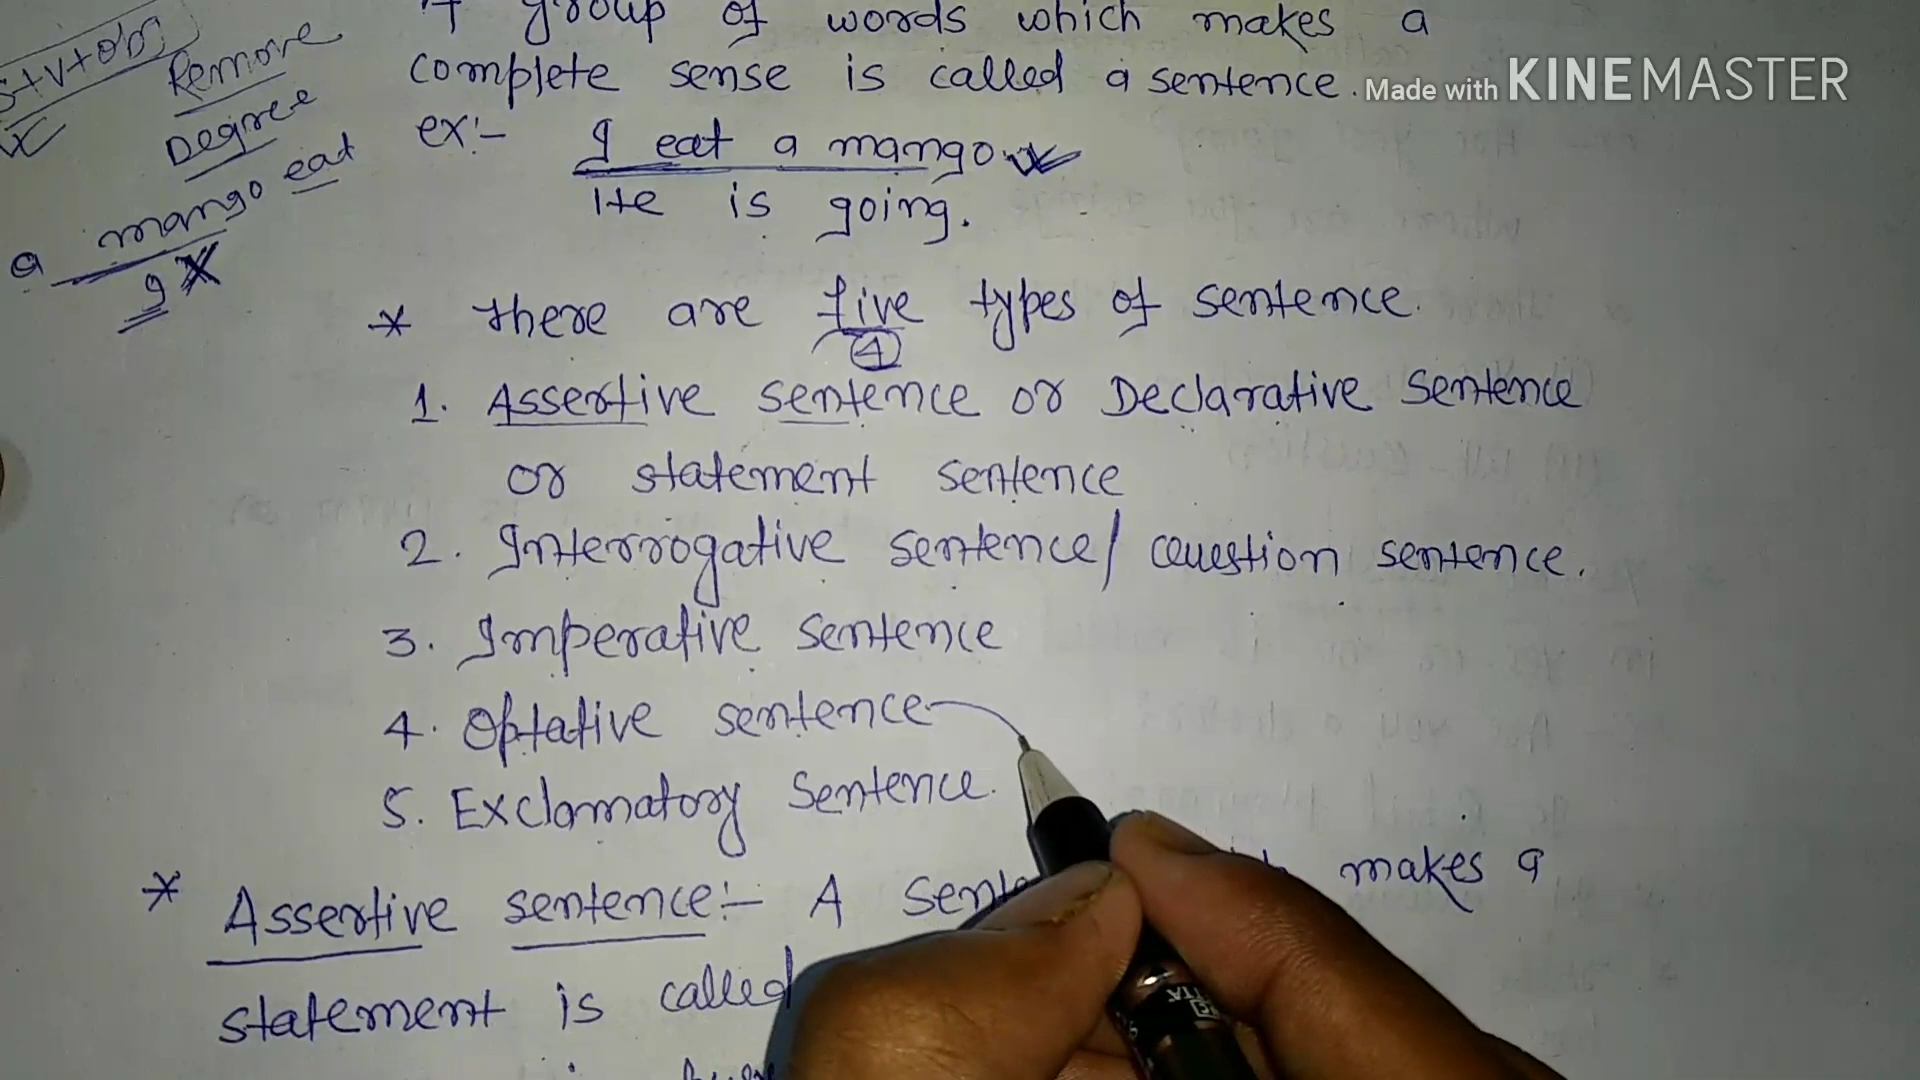 S+V+obj
Remove
Degree
a mango eat
I X
A group of words which makes a
complete sense is called a sentence.
Made with KINEMASTER
ex:- I eat a mango.
He is going.
* There are five types of sentence.
4
1. Assertive sentence or Declarative sentence
or statement sentence
2. Interrogative sentence/ Question sentence.
3. Imperative sentence
4. Optative sentence
5. Exclamatory sentence.
* Assertive sentence:- A makes a
statement is called